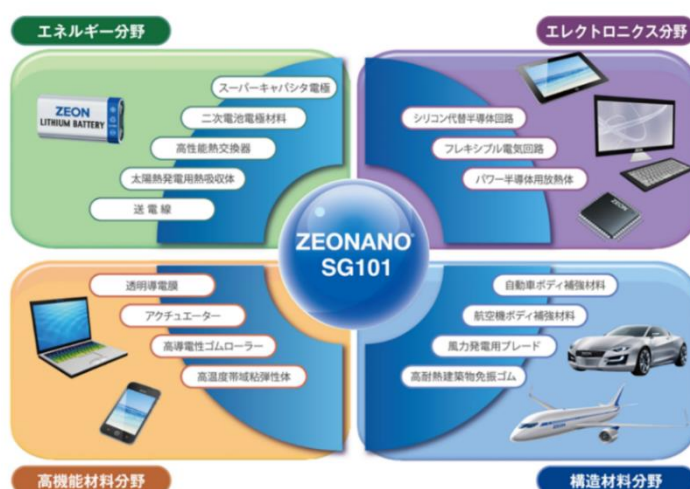 エネルギー分野
エレクトロニクス分野
ZEON
LITHIUM BATTERY
スーパーキャパシタ電極
二次電池電極材料
高性能熱交換器
太陽熱発電用熱吸収体
送電線
シリコン代替半導体回路
フレキシブル電気回路
パワー半導体用放熱体
ZEON
ZEONANO®
SG101
透明導電膜
アクチュエーター
高導電性ゴムローラー
高温度帯域粘弾性体
自動車ボディ補強材料
航空機ボディ補強材料
風力発電用ブレード
高耐熱建築物免振ゴム
ZEON
高機能材料分野
構造材料分野